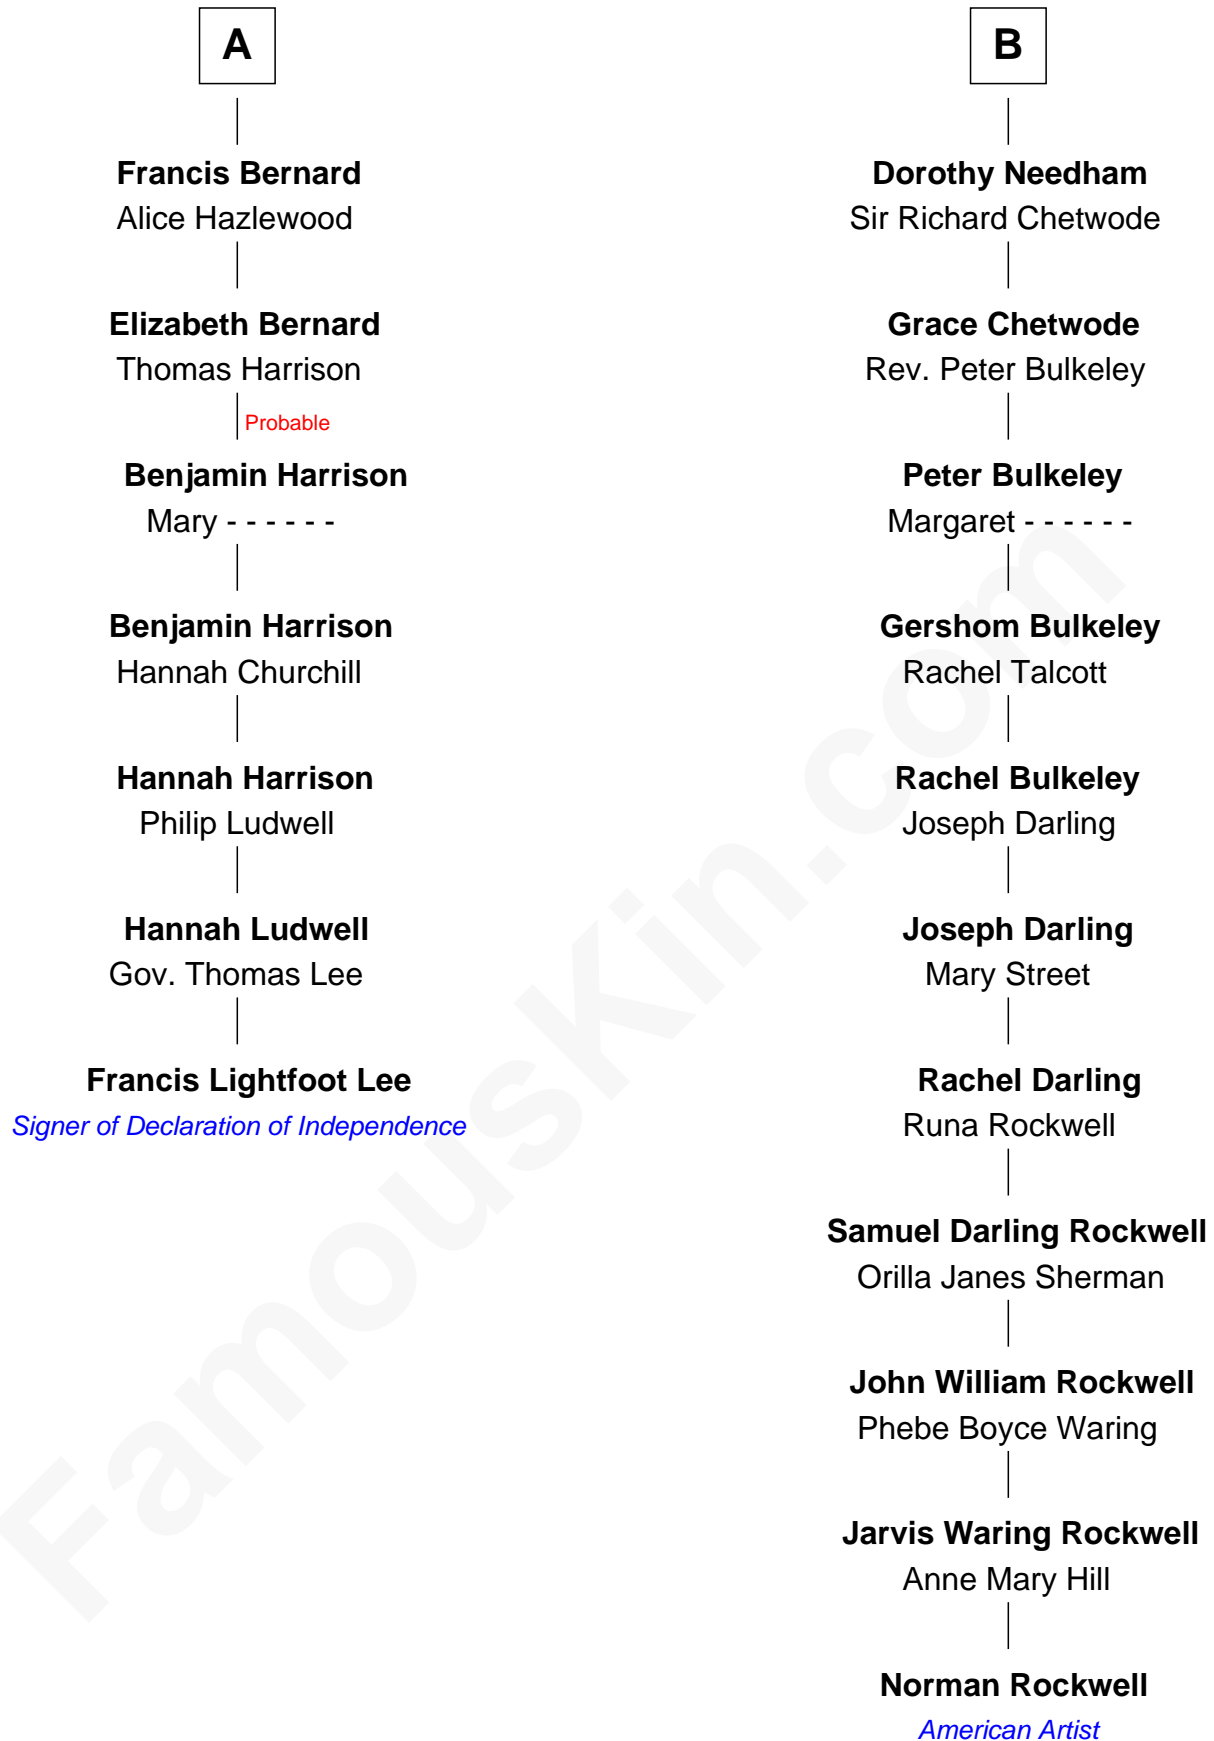 A
Francis Bernard
Alice Hazlewood
Elizabeth Bernard
Thomas Harrison
Probable
Benjamin Harrison
Mary - - - - - -
Benjamin Harrison
Hannah Churchill
Hannah Harrison
Philip Ludwell
Hannah Ludwell
Gov. Thomas Lee
Francis Lightfoot Lee
Signer of Declaration of Independence
B
Dorothy Needham
Sir Richard Chetwode
Grace Chetwode
Rev. Peter Bulkeley
Peter Bulkeley
Margaret - - - - - -
Gershom Bulkeley
Rachel Talcott
Rachel Bulkeley
Joseph Darling
Joseph Darling
Mary Street
Rachel Darling
Runa Rockwell
Samuel Darling Rockwell
Orilla Janes Sherman
John William Rockwell
Phebe Boyce Waring
Jarvis Waring Rockwell
Anne Mary Hill
Norman Rockwell
American Artist
FamousKin.com